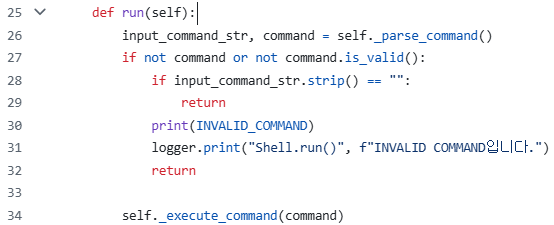 25 def run(self):
26 input_command_str, command = self._parse_command()
27 if not command or not command.is_valid():
28 if input_command_str.strip() == "":
29 return
30 print(INVALID_COMMAND)
31 logger.print("Shell.run()", f"INVALID COMMAND입니다.")
32 return
33
34 self._execute_command(command)